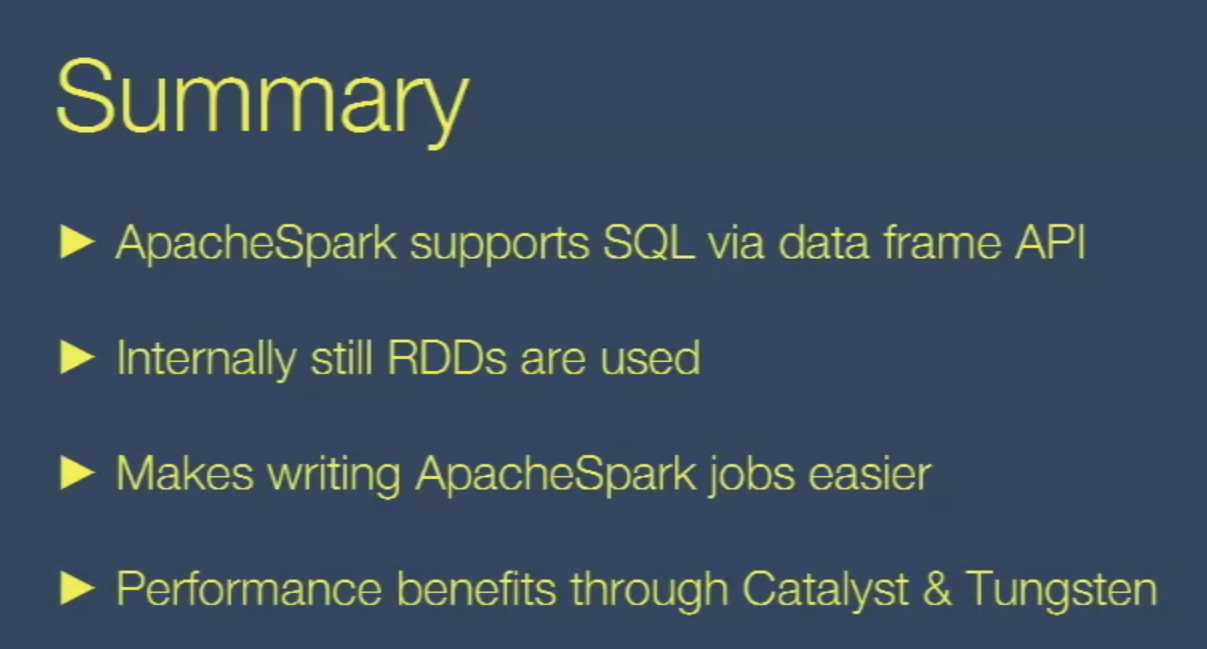 Summary
► ApacheSpark supports SQL via data frame API
► Internally still RDDs are used
► Makes writing ApacheSpark jobs easier
► Performance benefits through Catalyst & Tungsten